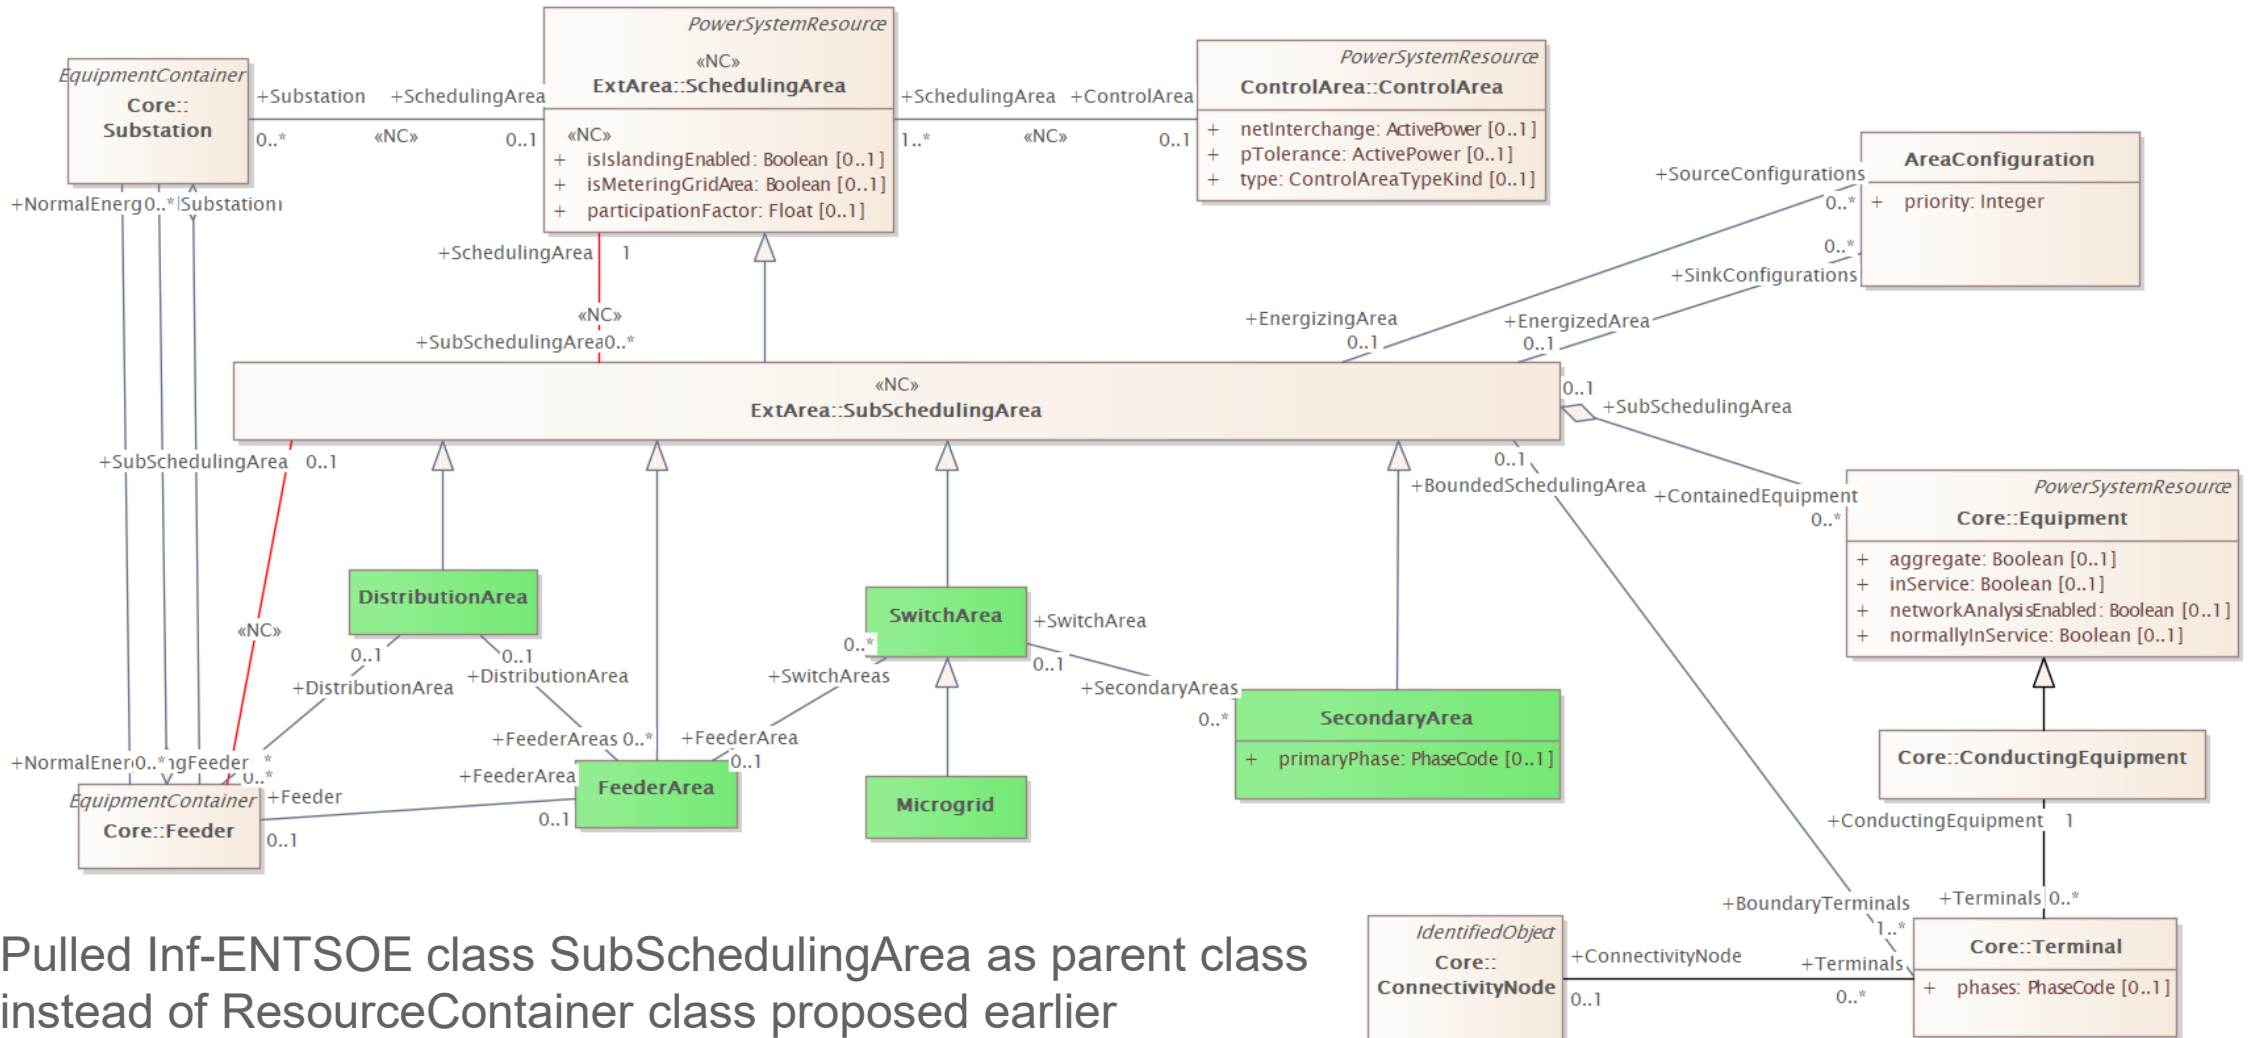 PowerSystemResource
«NC»
ExtArea::SchedulingArea
«NC»
+ isIslandingEnabled: Boolean [0..1]
+ isMeteringGridArea: Boolean [0..1]
+ participationFactor: Float [0..1]
EquipmentContainer
Core::
Substation
+Substation
0..*
«NC»
+SchedulingArea
0..1
+SchedulingArea
1..*
«NC»
+ControlArea
0..1
PowerSystemResource
ControlArea::ControlArea
+ netInterchange: ActivePower [0..1]
+ pTolerance: ActivePower [0..1]
+ type: ControlAreaTypeKind [0..1]
AreaConfiguration
+ priority: Integer
+SourceConfigurations
0..*
0..*
+SinkConfigurations
+NormalEnerg
0..*
Substation
+SchedulingArea 1
«NC»
+SubSchedulingArea 0..*
+EnergizingArea
0..1
+EnergizedArea
0..1
«NC»
ExtArea::SubSchedulingArea
0..1
+SubSchedulingArea
+SubSchedulingArea 0..1
0..1
+BoundedSchedulingArea
+ContainedEquipment
0..*
PowerSystemResource
Core::Equipment
+ aggregate: Boolean [0..1]
+ inService: Boolean [0..1]
+ networkAnalysisEnabled: Boolean [0..1]
+ normallyInService: Boolean [0..1]
DistributionArea
«NC»
0..1
+DistributionArea
0..1
+DistributionArea
SwitchArea
0..*
+SwitchAreas
+SwitchArea
0..1
+SecondaryAreas
0..*
SecondaryArea
+ primaryPhase: PhaseCode [0..1]
+FeederAreas 0..*
+FeederArea
0..1
+NormalEner
0..*
gFeeder
*
0..*
EquipmentContainer
Core::Feeder
+Feeder
0..1
+FeederArea
0..1
FeederArea
Microgrid
Core::ConductingEquipment
+ConductingEquipment 1
+Terminals 0..*
+BoundaryTerminals
1..*
IdentifiedObject
Core::
ConnectivityNode
+ConnectivityNode
0..1
+Terminals
0..*
Core::Terminal
+ phases: PhaseCode [0..1]
Pulled Inf-ENTSOE class SubSchedulingArea as parent class
instead of ResourceContainer class proposed earlier